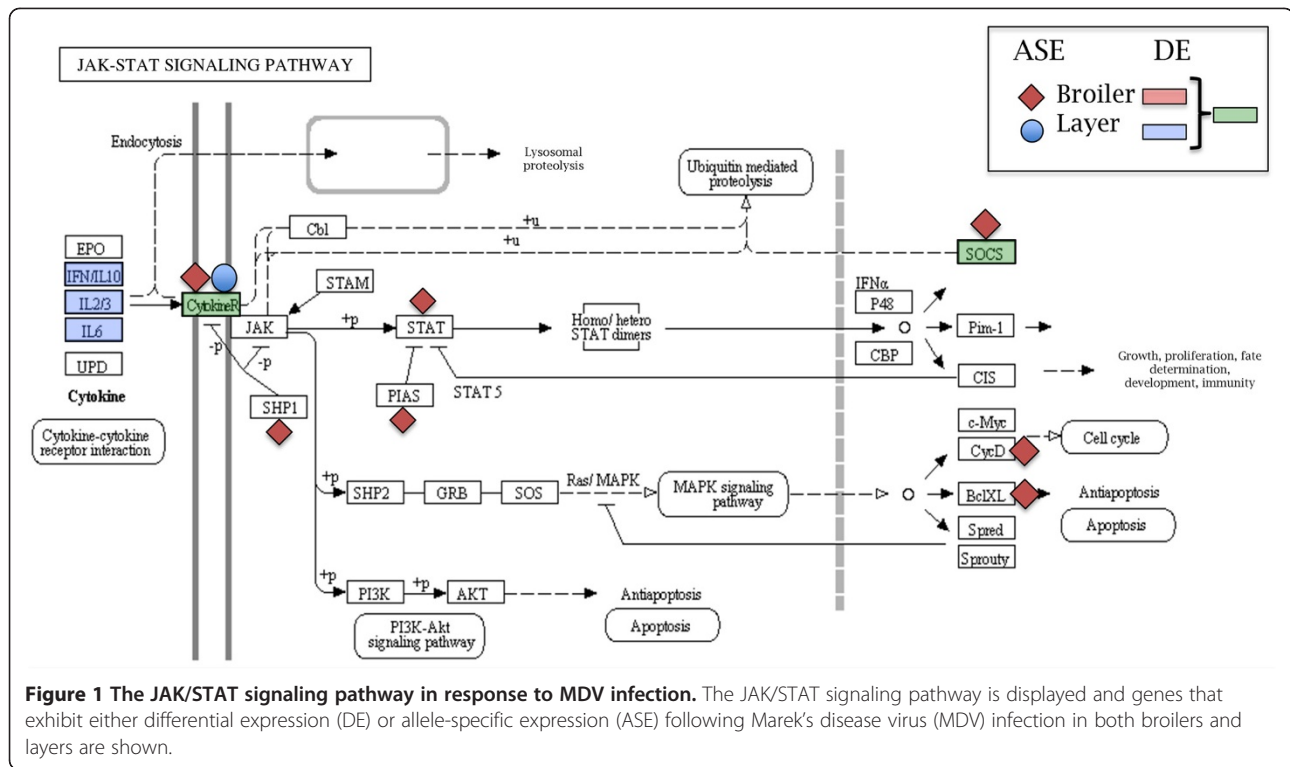 JAK-STAT SIGNALING PATHWAY
ASE DE
Broiler
Layer
Endocytosis
Lysosomal
proteolysis
Ubiquitin mediated
proteolysis
Cbl
+u
+u
EPO
IFN/IL10
IL2/3
IL6
UPD
Cytokine
Cytokine-cytokine
receptor interaction
CytokineR
STAM
JAK
+p
STAT
Homo/ hetero
STAT dimers
IFNα
P48
CBP
SOCS
Pim-1
CIS
Growth, proliferation, fate
determination,
development, immunity
-p
-p
SHP1
PIAS
STAT 5
c-Myc
CycD
Cell cycle
BclXL
Antiapoptosis
Apoptosis
Spred
Sprouty
+p
SHP2
GRB
SOS
Ras/ MAPK
MAPK signaling
pathway
+p
PI3K
+p
AKT
Antiapoptosis
Apoptosis
PI3K-Akt
signaling pathway
Figure 1 The JAK/STAT signaling pathway in response to MDV infection. The JAK/STAT signaling pathway is displayed and genes that
exhibit either differential expression (DE) or allele-specific expression (ASE) following Marek's disease virus (MDV) infection in both broilers and
layers are shown.